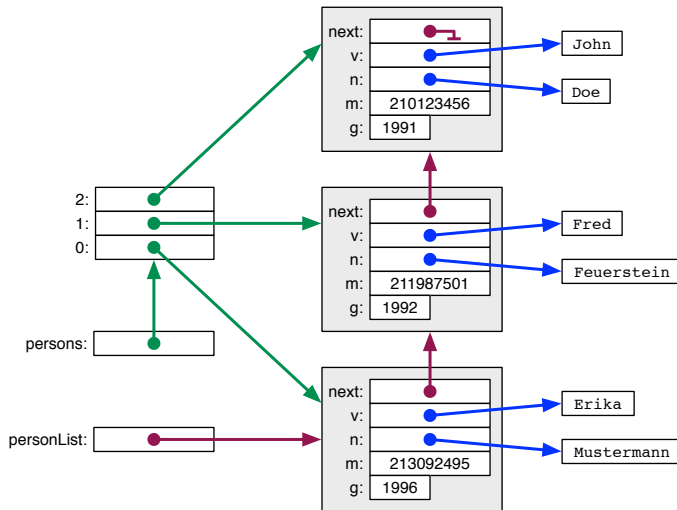 next:
v:
John
n:
Doe
m: 210123456
g: 1991
2:
1:
0:
next:
v:
Fred
n:
Feuerstein
m: 211987501
g: 1992
persons:
next:
v:
Erika
personList:
n:
Mustermann
m: 213092495
g: 1996